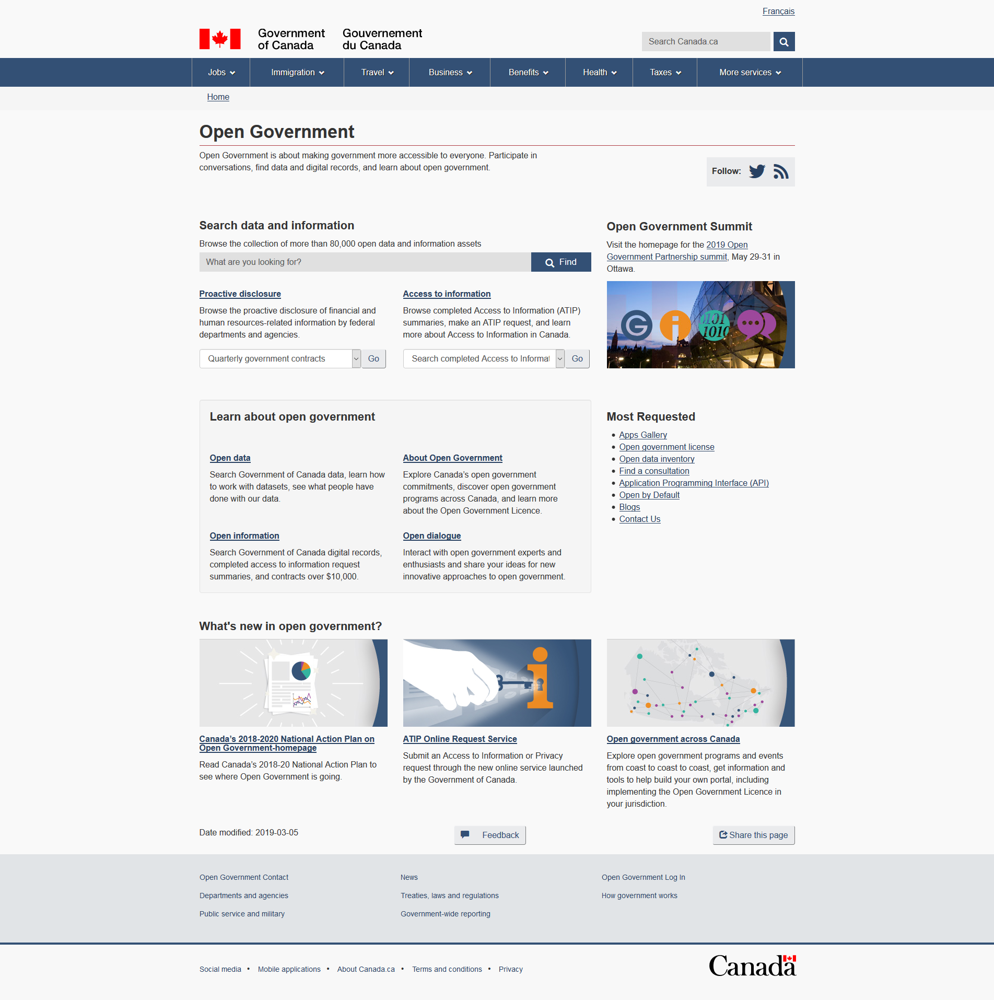 Français
Government
of Canada
Gouvernement
du Canada
Search Canada.ca
Jobs
Immigration
Travel
Business
Benefits
Health
Taxes
More services
Home
Open Government
Open Government is about making government more accessible to everyone. Participate in
conversations, find data and digital records, and learn about open government.
Follow:
Search data and information
Browse the collection of more than 80,000 open data and information assets
What are you looking for?
Find
Proactive disclosure
Browse the proactive disclosure of financial and
human resources-related information by federal
departments and agencies.
Quarterly government contracts
Go
Access to information
Browse completed Access to Information (ATIP)
summaries, make an ATIP request, and learn
more about Access to Information in Canada.
Search completed Access to Informat
Go
Open Government Summit
Visit the homepage for the 2019 Open
Government Partnership summit, May 29-31 in
Ottawa.
G i 101 1010
Learn about open government
Open data
Search Government of Canada data, learn how
to work with datasets, see what people have
done with our data.
About Open Government
Explore Canada’s open government
commitments, discover open government
programs across Canada, and learn more
about the Open Government Licence.
Open information
Search Government of Canada digital records,
completed access to information request
summaries, and contracts over $10,000.
Open dialogue
Interact with open government experts and
enthusiasts and share your ideas for new
innovative approaches to open government.
Most Requested
Apps Gallery
Open government license
Open data inventory
Find a consultation
Application Programming Interface (API)
Open by Default
Blogs
Contact Us
What's new in open government?
i
Canada’s 2018-2020 National Action Plan on
Open Government-homepage
Read Canada’s 2018-20 National Action Plan to
see where Open Government is going.
ATIP Online Request Service
Submit an Access to Information or Privacy
request through the new online service launched
by the Government of Canada.
Open government across Canada
Explore open government programs and events
from coast to coast to coast, get information and
tools to help build your own portal, including
implementing the Open Government Licence in
your jurisdiction.
Date modified: 2019-03-05
Feedback
Share this page
Open Government Contact
News
Open Government Log In
Departments and agencies
Treaties, laws and regulations
How government works
Public service and military
Government-wide reporting
Social media • Mobile applications • About Canada.ca • Terms and conditions • Privacy
Canada